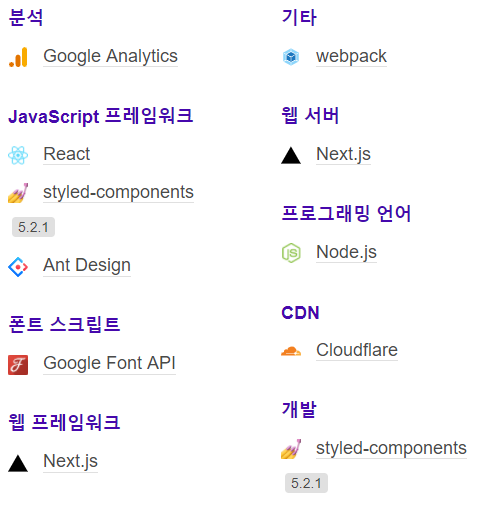 분석
Google Analytics
JavaScript 프레임워크
React
styled-components
5.2.1
Ant Design
폰트 스크립트
Google Font API
웹 프레임워크
Next.js
기타
webpack
웹 서버
Next.js
프로그래밍 언어
Node.js
CDN
Cloudflare
개발
styled-components
5.2.1